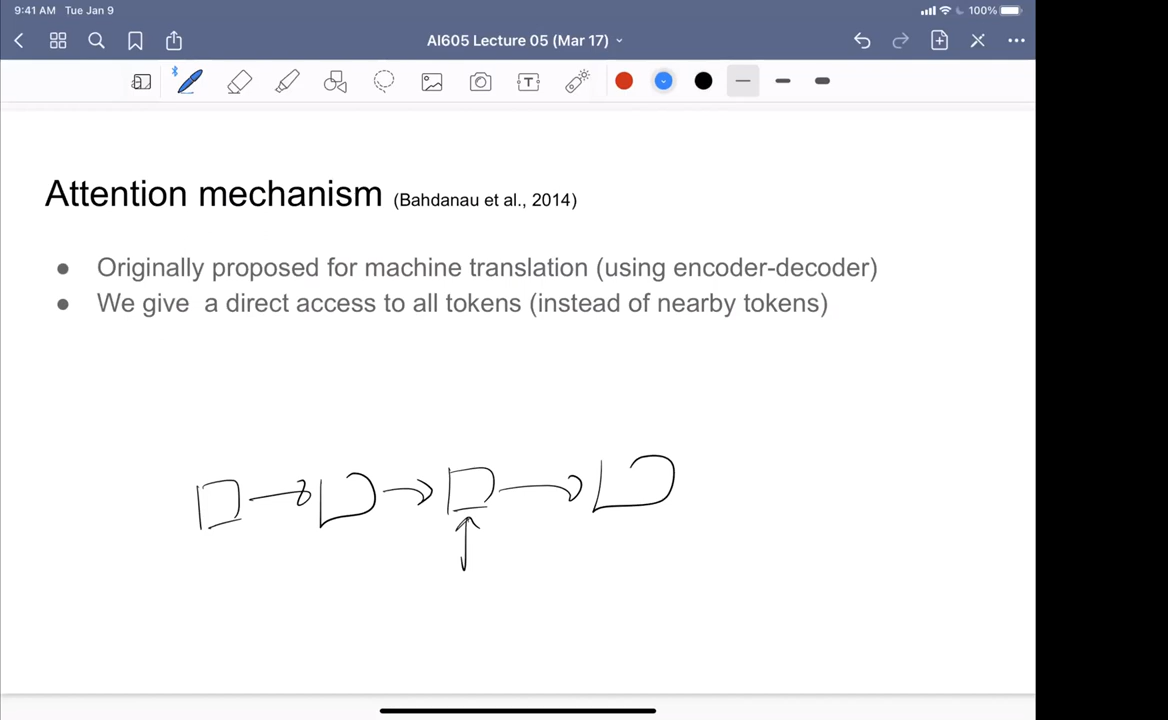 9:41 AM Tue Jan 9
100%
AI605 Lecture 05 (Mar 17)
T
Attention mechanism (Bahdanau et al., 2014)
● Originally proposed for machine translation (using encoder-decoder)
● We give a direct access to all tokens (instead of nearby tokens)